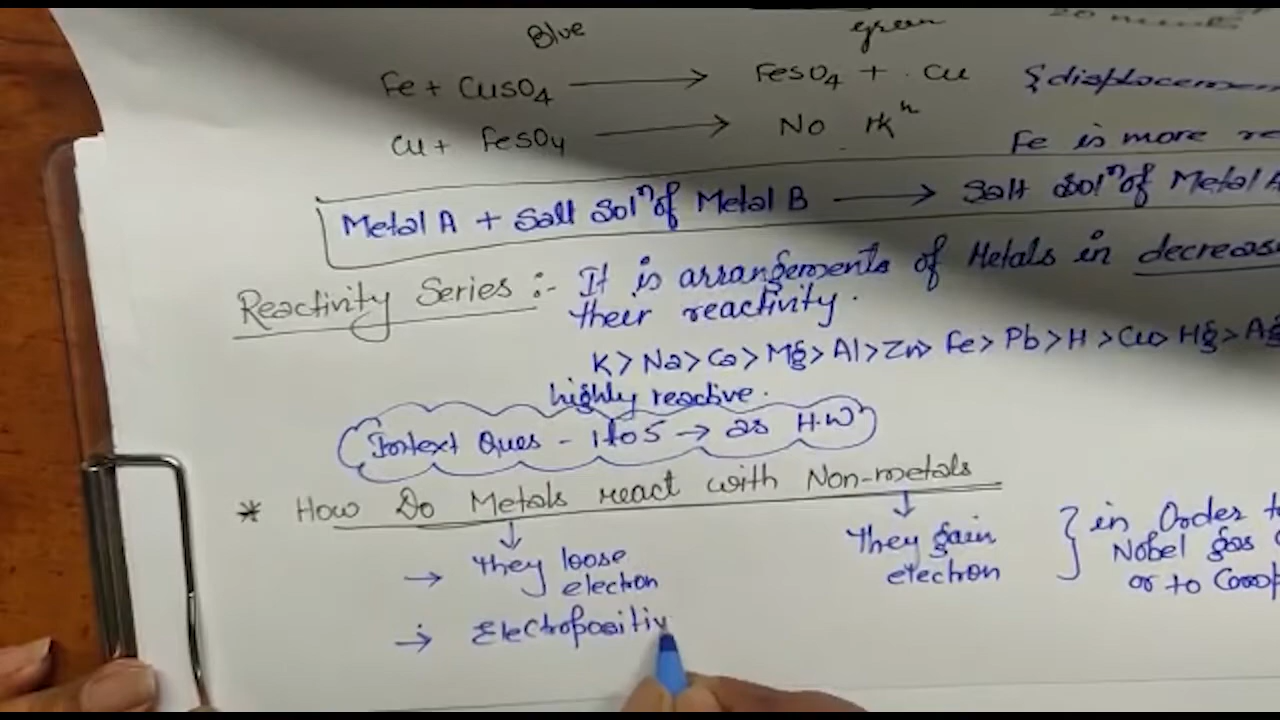 Blue green
Fe + CuSO4 → FeSO4 + Cu {displacemen
Cu + FeSO4 → No rxn Fe is more re
Metal A + Salt Solⁿ of Metal B → Salt Solⁿ of Metal A
Reactivity Series :- It is arrangements of Metals in decreas
their reactivity.
K > Na > Ca > Mg > Al > Zn > Fe > Pb > H > Cu > Hg > Ag
highly reactive.
Intext Ques - 1 to 5 → as H.W
* How Do Metals react with Non-metals
→ They loose They gain } in Order to
electron electron Nobel gas
or to Comp
→ Electropositiv